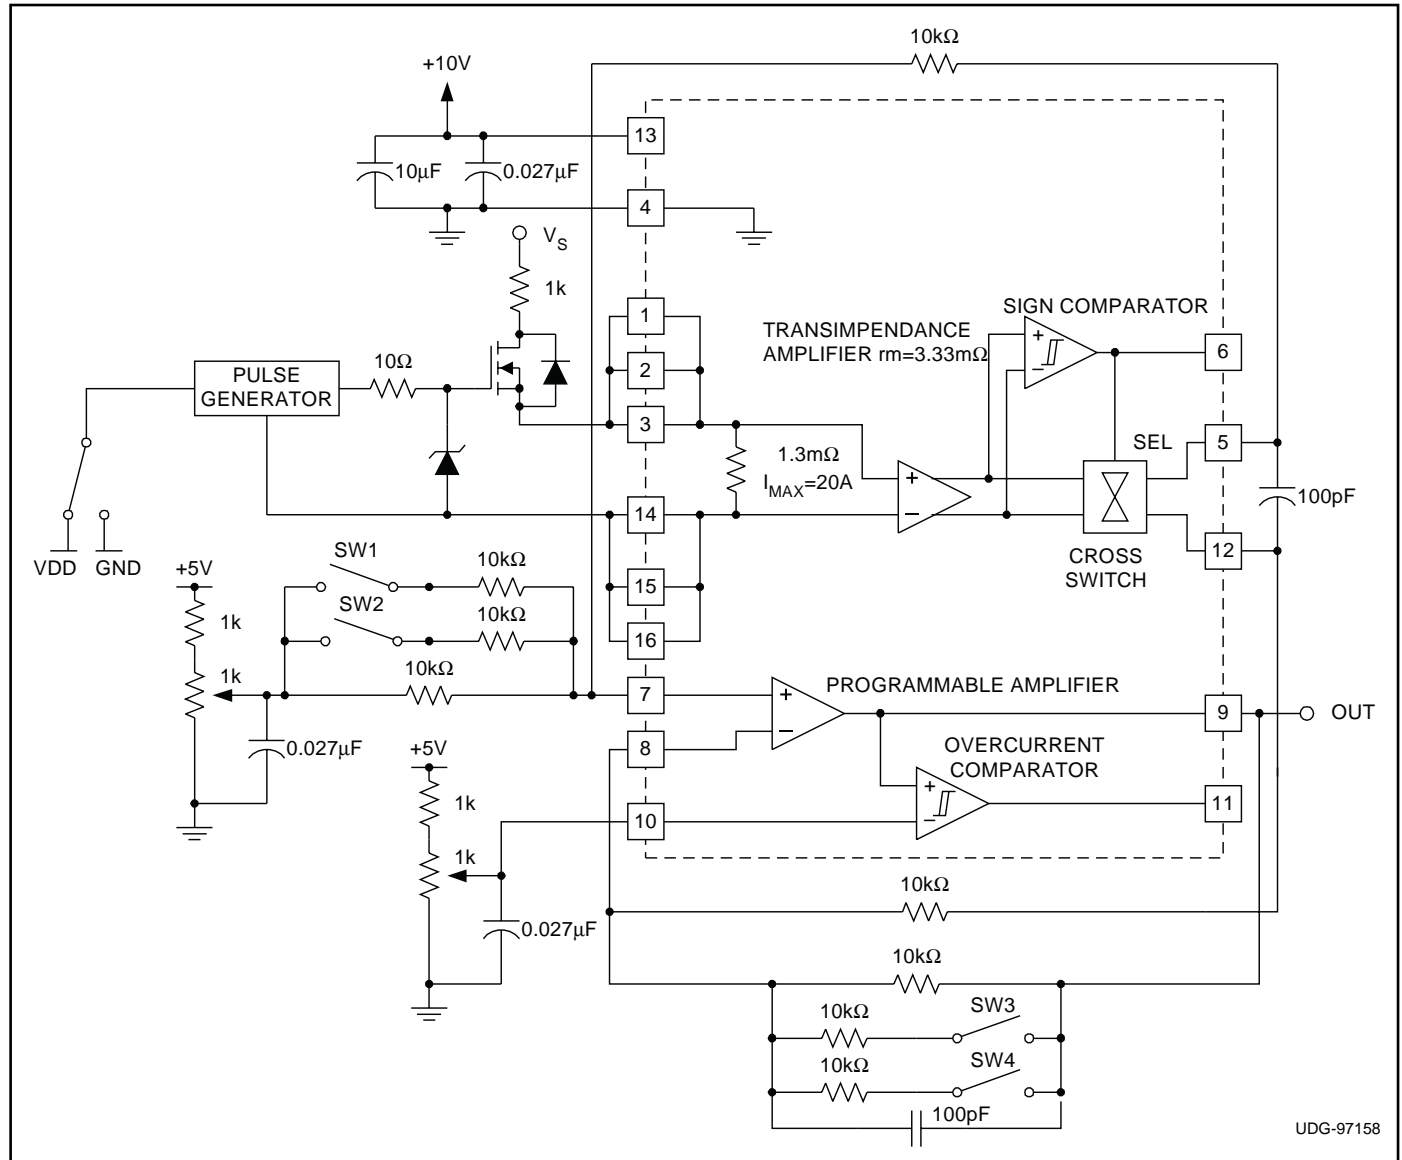 10kΩ
+10V
13
10µF
0.027µF
4
V_S
1k
1
SIGN COMPARATOR
TRANSIMPENDANCE
AMPLIFIER rm=3.33mΩ
+
−
6
2
10Ω
PULSE
GENERATOR
3
SEL
5
1.3mΩ
I_MAX=20A
+
−
100pF
14
12
CROSS
SWITCH
VDD
GND
SW1
10kΩ
+5V
15
SW2
10kΩ
1k
16
1k
10kΩ
7
+
−
PROGRAMMABLE AMPLIFIER
9
OUT
0.027µF
+5V
8
OVERCURRENT
COMPARATOR
1k
+
−
11
10
1k
10kΩ
0.027µF
10kΩ
10kΩ
SW3
10kΩ
SW4
100pF
UDG-97158